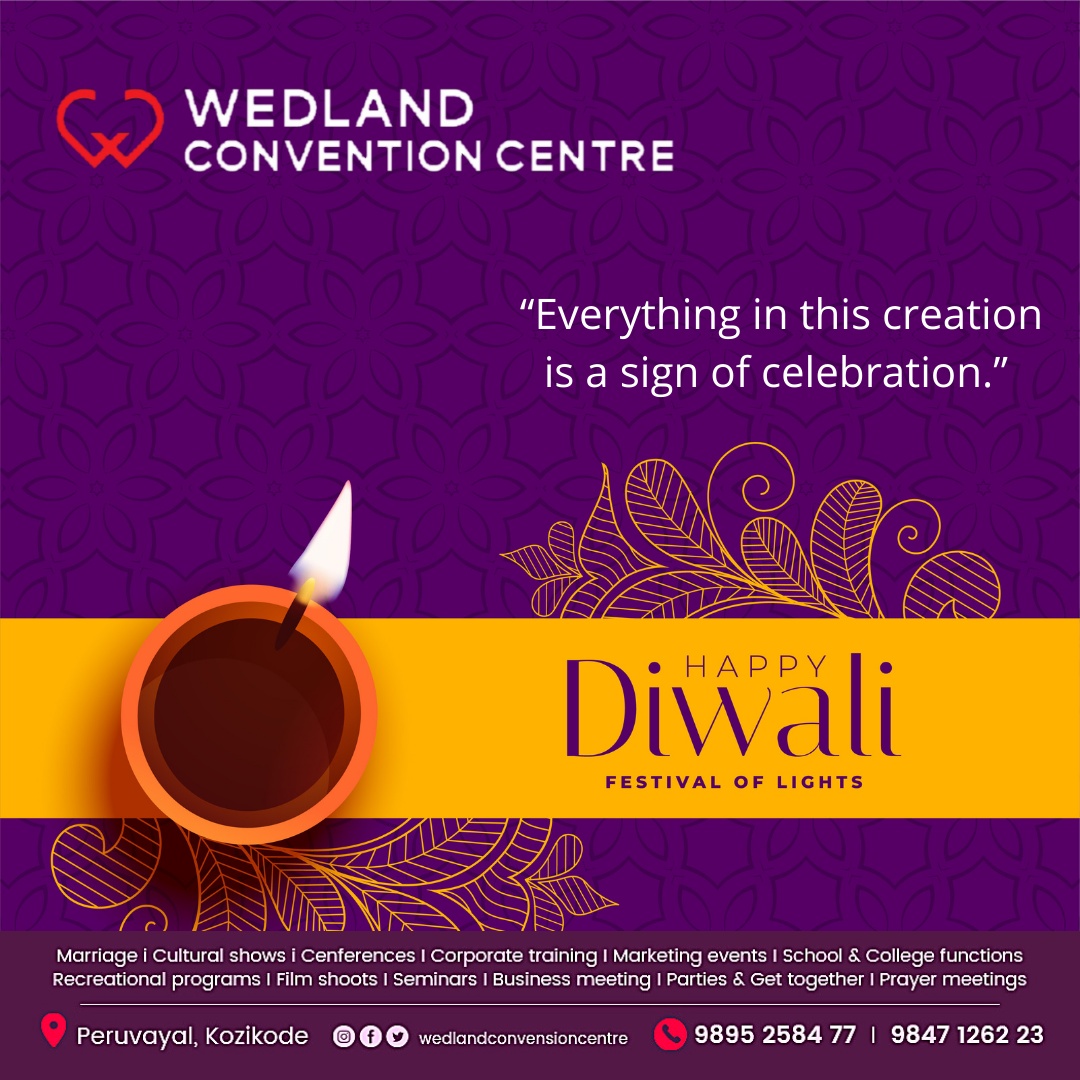 WEDLAND
CONVENTION CENTRE
“Everything in this creation
is a sign of celebration.”
HAPPY
Diwali
FESTIVAL OF LIGHTS
Marriage i Cultural shows i Cenferences I Corporate training I Marketing events I School & College functions
Recreational programs I Film shoots I Seminars I Business meeting I Parties & Get together I Prayer meetings
Peruvayal, Kozikode wedlandconvensioncentre 9895 2584 77 I 9847 1262 23